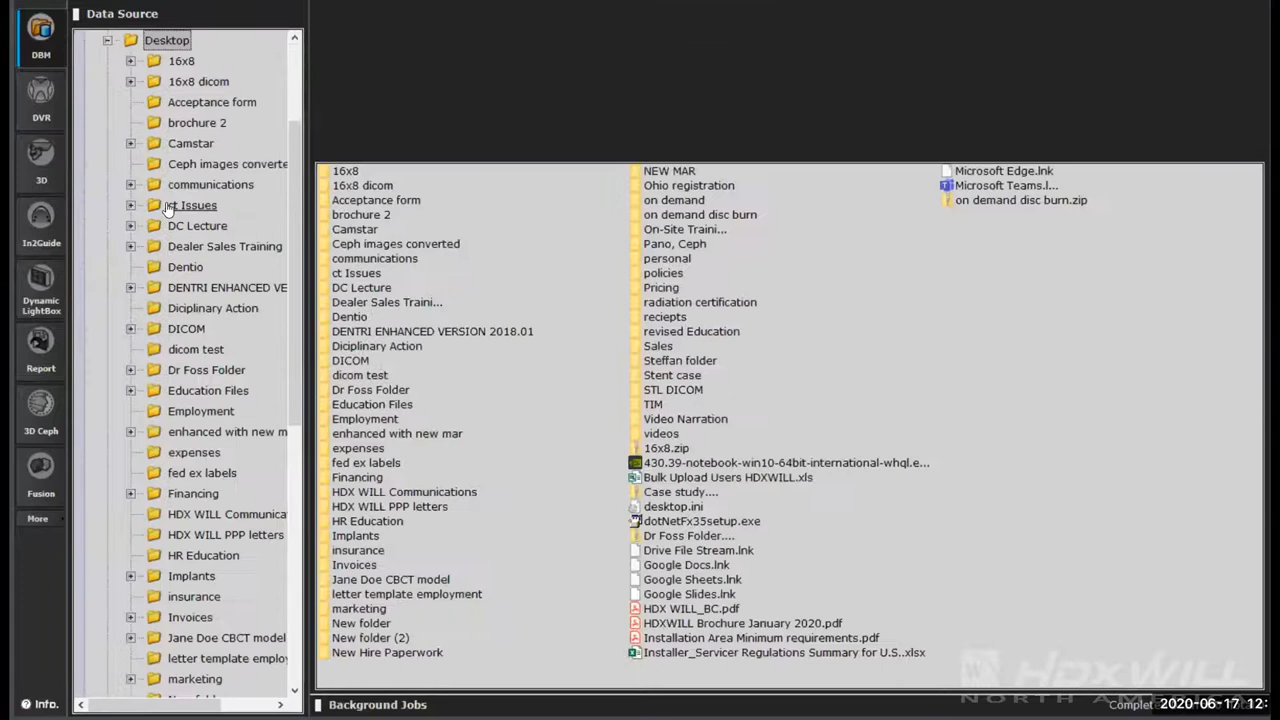 Data Source
DBM
DVR
3D
In2Guide
Dynamic
LightBox
Report
3D Ceph
Fusion
More
Info.
Desktop
16x8
16x8 dicom
Acceptance form
brochure 2
Camstar
Ceph images converte
communications
ct Issues
DC Lecture
Dealer Sales Training
Dentio
DENTRI ENHANCED VE
Diciplinary Action
DICOM
dicom test
Dr Foss Folder
Education Files
Employment
enhanced with new m
expenses
fed ex labels
Financing
HDX WILL Communica
HDX WILL PPP letters
HR Education
Implants
insurance
Invoices
Jane Doe CBCT model
letter template emplo
marketing
16x8
16x8 dicom
Acceptance form
brochure 2
Camstar
Ceph images converted
communications
ct Issues
DC Lecture
Dealer Sales Traini...
Dentio
DENTRI ENHANCED VERSION 2018.01
Diciplinary Action
DICOM
dicom test
Dr Foss Folder
Education Files
Employment
enhanced with new mar
expenses
fed ex labels
Financing
HDX WILL Communications
HDX WILL PPP letters
HR Education
Implants
insurance
Invoices
Jane Doe CBCT model
letter template employment
marketing
New folder
New folder (2)
New Hire Paperwork
NEW MAR
Ohio registration
on demand
on demand disc burn
On-Site Traini...
Pano, Ceph
personal
policies
Pricing
radiation certification
reciepts
revised Education
Sales
Steffan folder
Stent case
STL DICOM
TIM
Video Narration
videos
16x8.zip
430.39-notebook-win10-64bit-international-whql.e...
Bulk Upload Users HDXWILL.xls
Case study....
desktop.ini
dotNetFx35setup.exe
Dr Foss Folder....
Drive File Stream.lnk
Google Docs.lnk
Google Sheets.lnk
Google Slides.lnk
HDX WILL_BC.pdf
HDXWILL Brochure January 2020.pdf
Installation Area Minimum requirements.pdf
Installer_Servicer Regulations Summary for U.S..xlsx
Microsoft Edge.lnk
Microsoft Teams.l...
on demand disc burn.zip
HDXWILL
NORTH AMERICA
Background Jobs
Complete
2020-06-17 12: